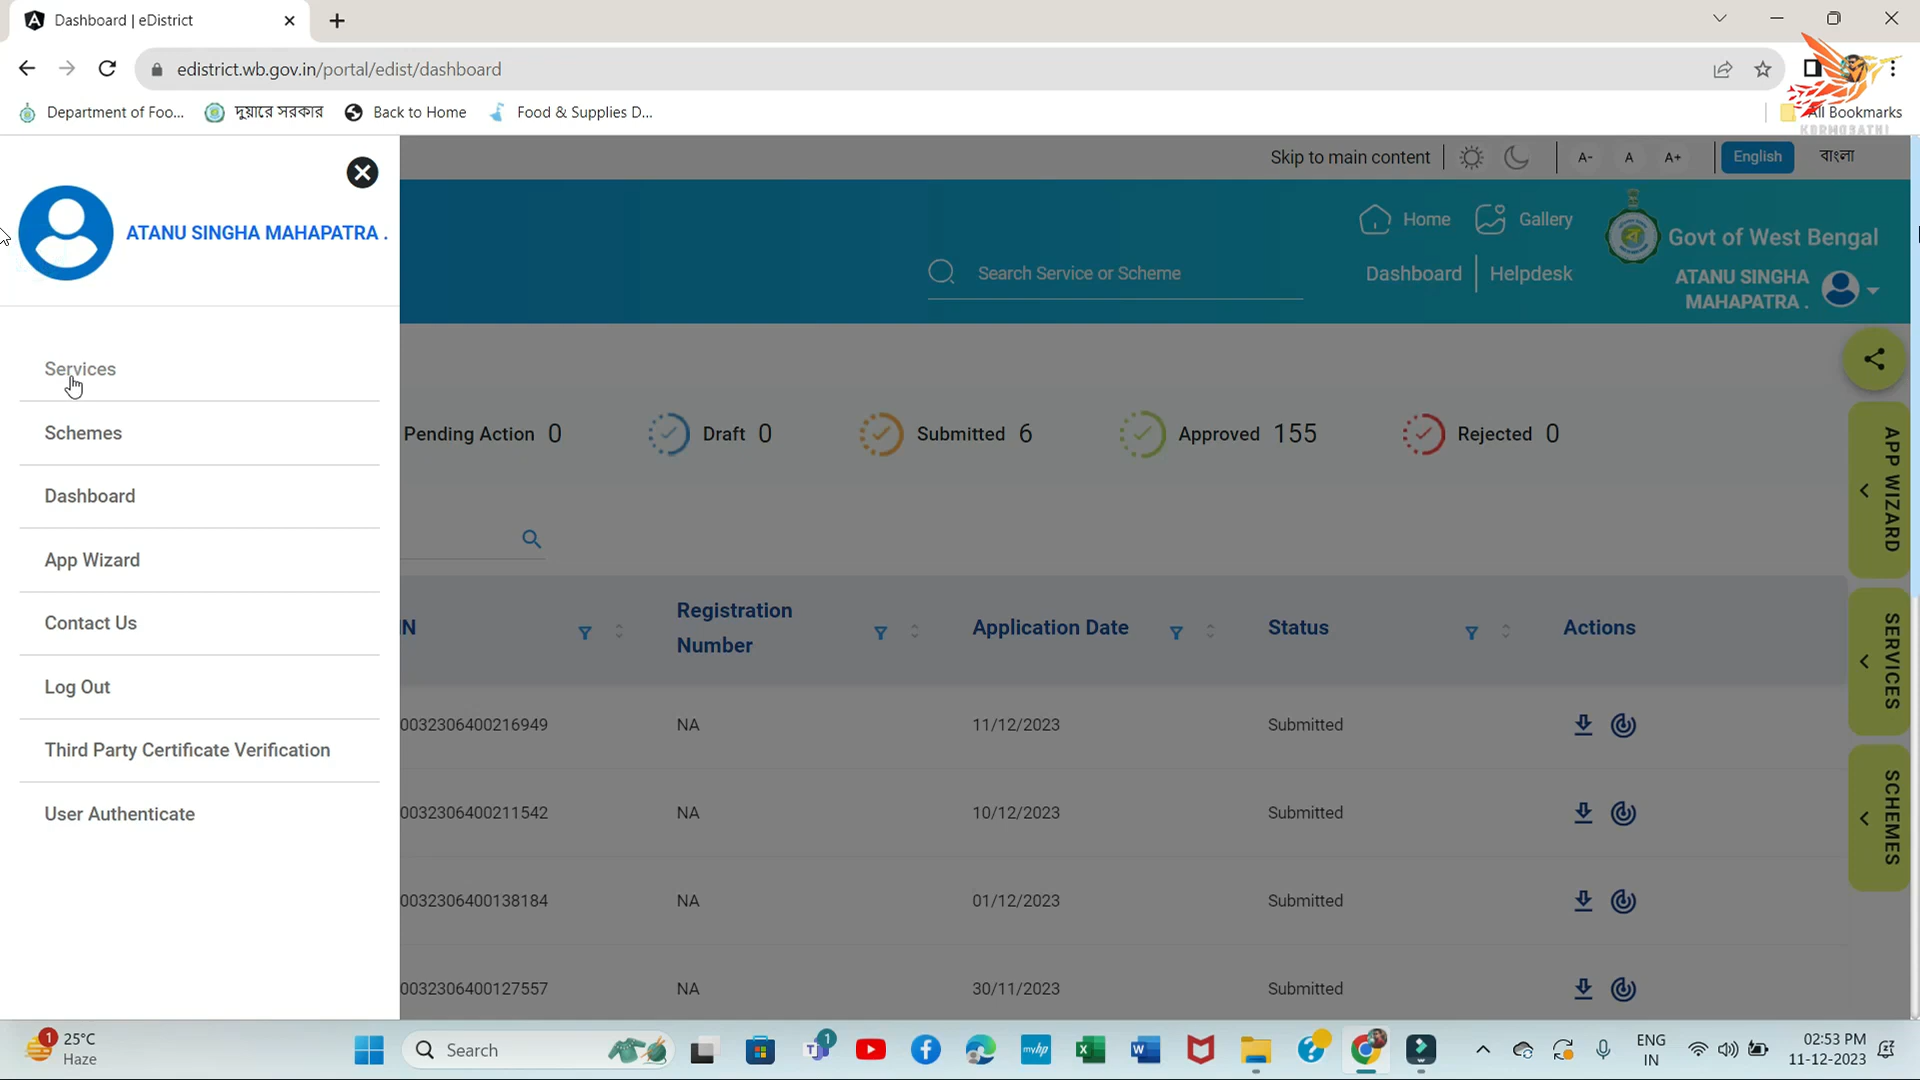 Dashboard | eDistrict
edistrict.wb.gov.in/portal/edist/dashboard
Department of Foo...
দুয়ারে সরকার
Back to Home
Food & Supplies D...
All Bookmarks
KORMOSATHI
Skip to main content
A-
A
A+
English
বাংলা
ATANU SINGHA MAHAPATRA .
Home
Gallery
Govt of West Bengal
Search Service or Scheme
Dashboard
Helpdesk
ATANU SINGHA
MAHAPATRA .
Services
Schemes
Dashboard
App Wizard
Contact Us
Log Out
Third Party Certificate Verification
User Authenticate
Pending Action 0
Draft 0
Submitted 6
Approved 155
Rejected 0
APP WIZARD
SERVICES
SCHEMES
IN
Registration
Number
Application Date
Status
Actions
0032306400216949 NA 11/12/2023 Submitted
0032306400211542 NA 10/12/2023 Submitted
0032306400138184 NA 01/12/2023 Submitted
0032306400127557 NA 30/11/2023 Submitted
1
25°C
Haze
Search
1
myhp
ENG
IN
02:53 PM
11-12-2023